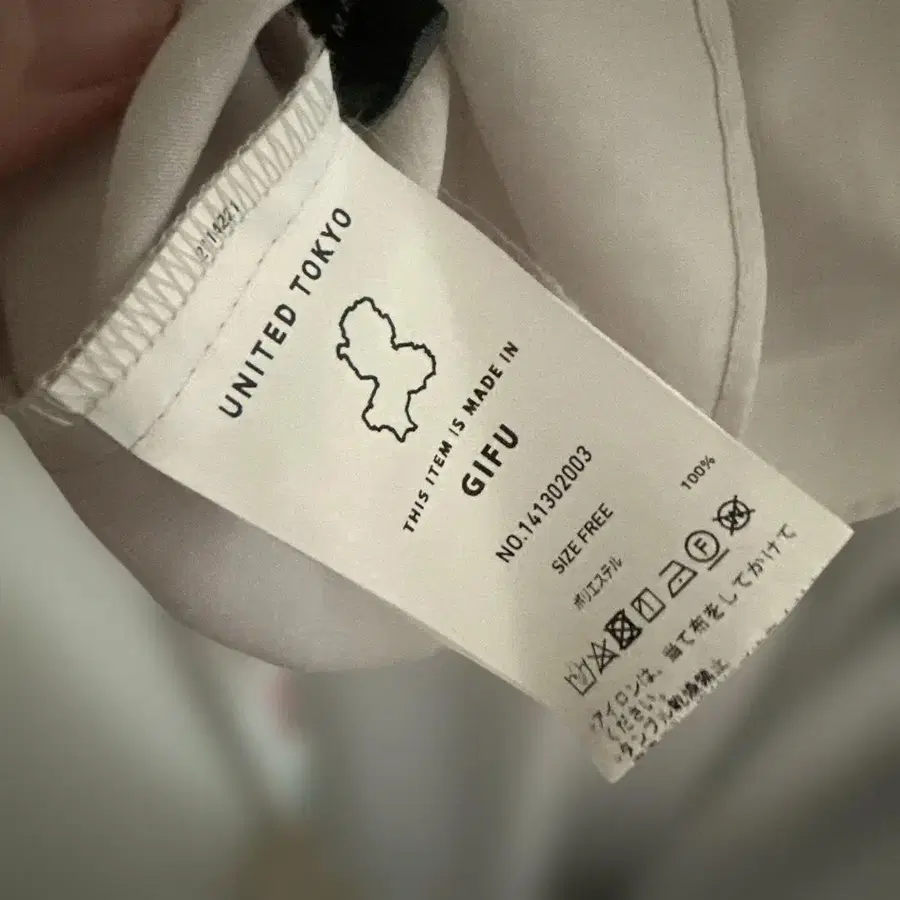 UNITED TOKYO
THIS ITEM IS MADE IN
GIFU
NO.141302003
SIZE FREE
ポリエステル 100%
F W
アイロンは、当て布をしてかけて
ください。
タンブル乾燥禁止